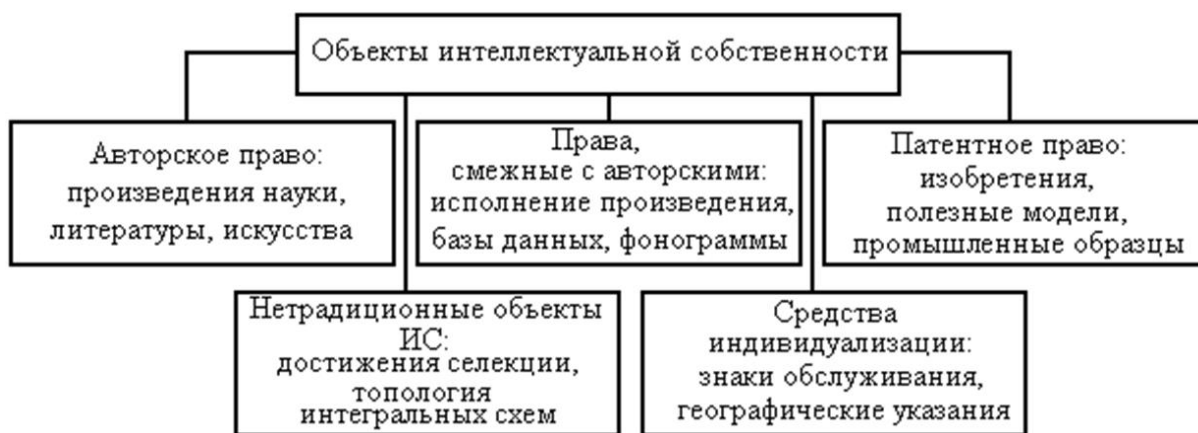 Объекты интеллектуальной собственности
Авторское право:
произведения науки,
литературы, искусства
Права,
смежные с авторскими:
исполнение произведения,
базы данных, фонограммы
Патентное право:
изобретения,
полезные модели,
промышленные образцы
Нетрадиционные объекты
ИС:
достижения селекции,
топология
интегральных схем
Средства
индивидуализации:
знаки обслуживания,
географические указания